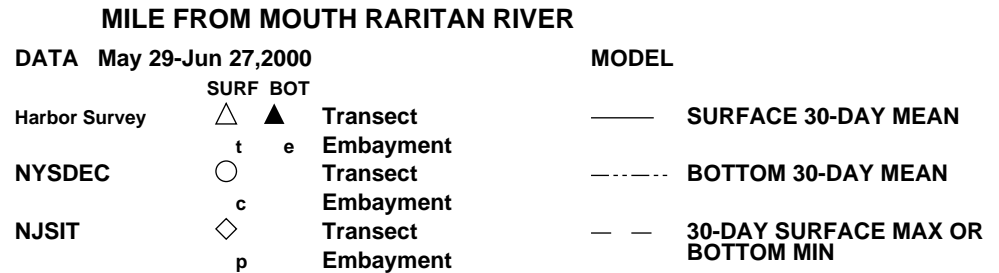 MILE FROM MOUTH RARITAN RIVER
DATA May 29-Jun 27,2000 MODEL
SURF BOT
Harbor Survey Transect SURFACE 30-DAY MEAN
t e Embayment
NYSDEC Transect BOTTOM 30-DAY MEAN
c Embayment
NJSIT Transect 30-DAY SURFACE MAX OR
BOTTOM MIN
p Embayment